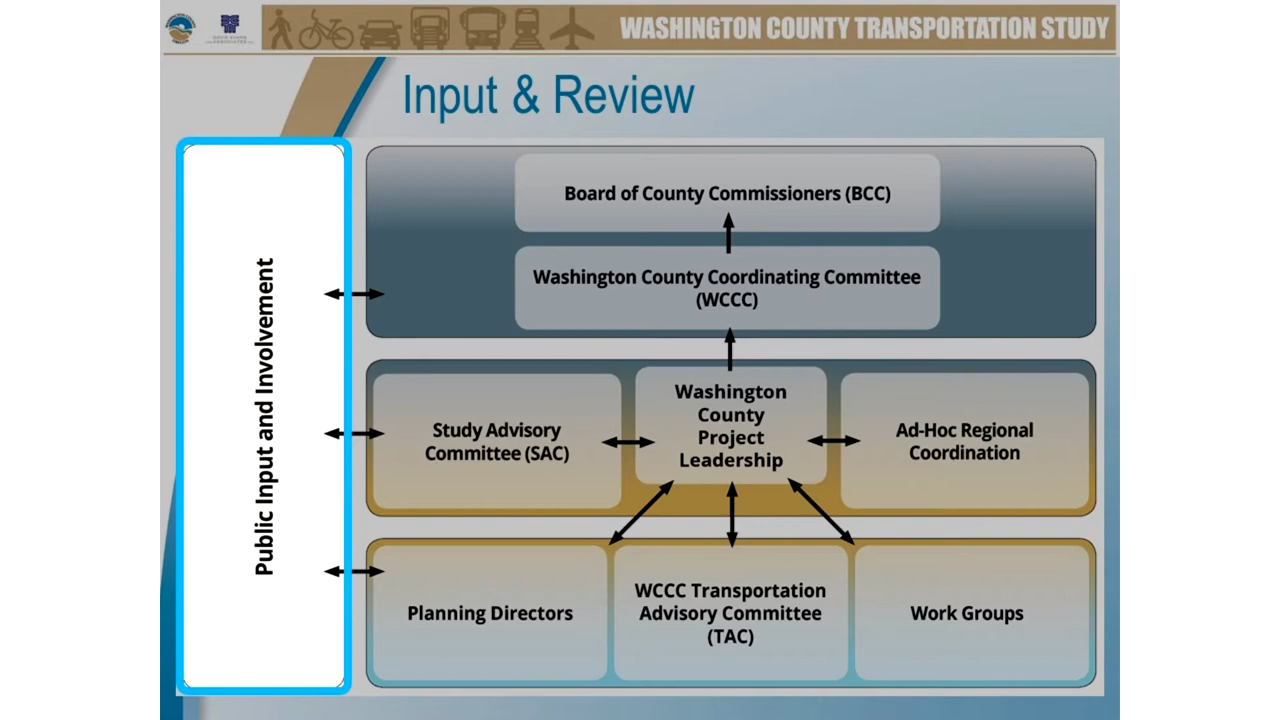 WASHINGTON COUNTY TRANSPORTATION STUDY
Input & Review
Public Input and Involvement
Board of County Commissioners (BCC)
Washington County Coordinating Committee
(WCCC)
Study Advisory
Committee (SAC)
Washington
County
Project
Leadership
Ad-Hoc Regional
Coordination
Planning Directors
WCCC Transportation
Advisory Committee
(TAC)
Work Groups